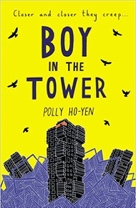 Closer and closer they creep...
BOY
IN THE
TOWER
POLLY HO-YEN